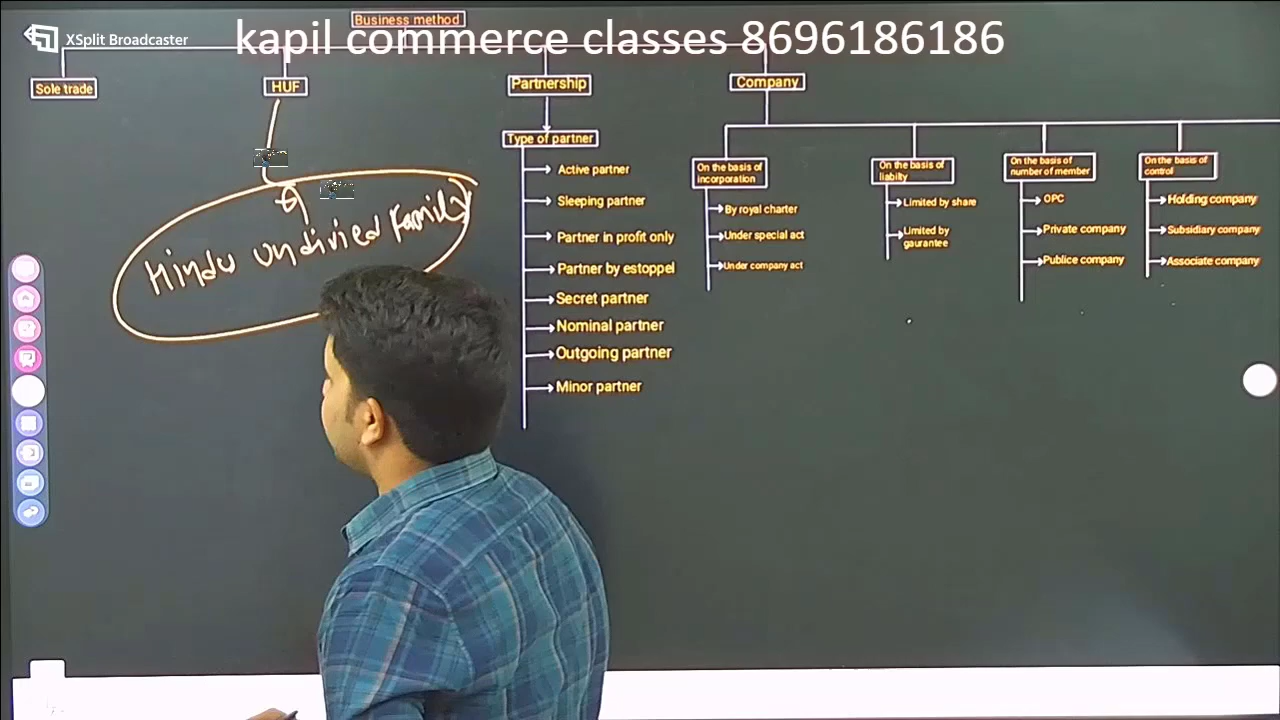 Business method
XSplit Broadcaster
kapil commerce classes 8696186186
Sole trade
HUF
Partnership
Company
Type of partner
Active partner
Sleeping partner
Partner in profit only
Partner by estoppel
Secret partner
Nominal partner
Outgoing partner
Minor partner
On the basis of
incorporation
By royal charter
Under special act
Under company act
On the basis of
liabilty
Limited by share
Limited by
gaurantee
On the basis of
number of member
OPC
Private company
Publice company
On the basis of
control
Holding company
Subsidiary company
Associate company
Hindu undivied Family